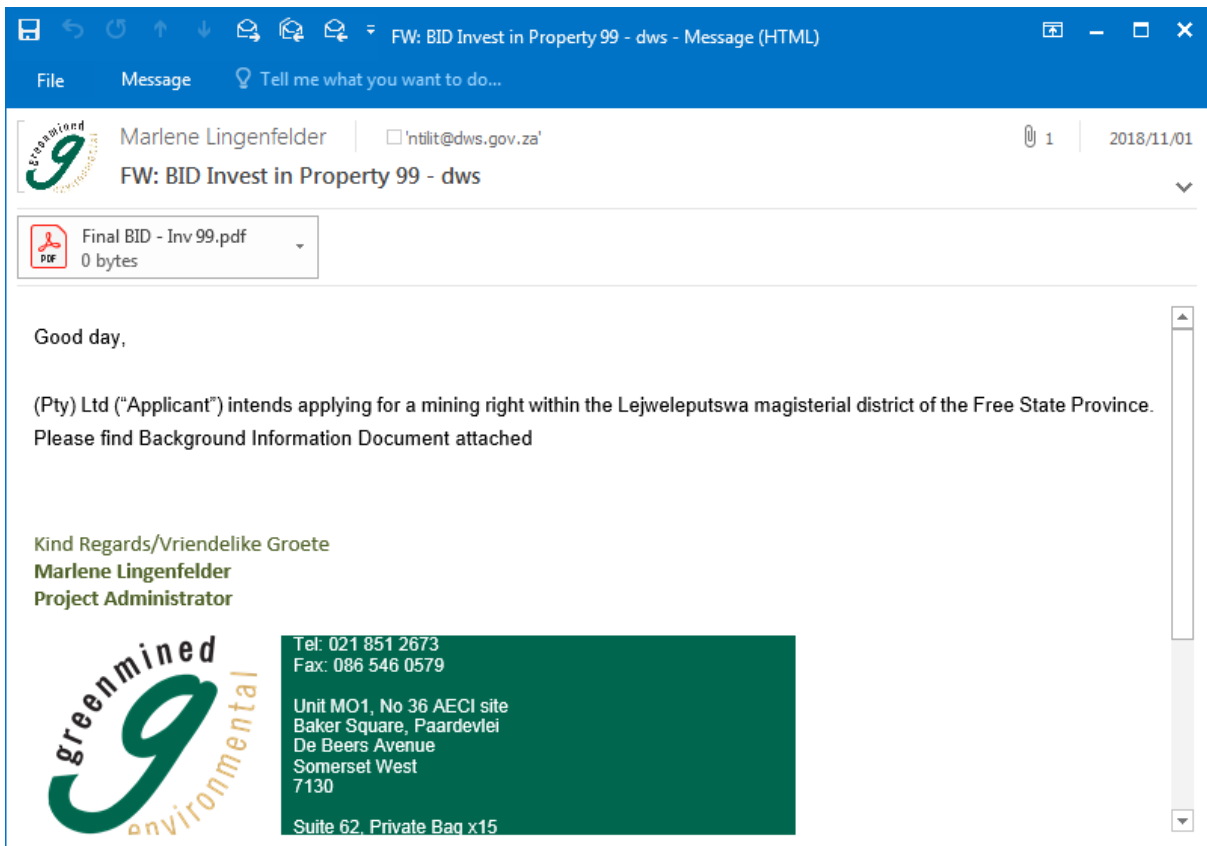 FW: BID Invest in Property 99 - dws - Message (HTML)
File Message Tell me what you want to do...
greenmined environmental
Marlene Lingenfelder 'ntilit@dws.gov.za' 1 2018/11/01
FW: BID Invest in Property 99 - dws
Final BID - Inv 99.pdf
PDF 0 bytes
Good day,
(Pty) Ltd (“Applicant”) intends applying for a mining right within the Lejweleputswa magisterial district of the Free State Province.
Please find Background Information Document attached
Kind Regards/Vriendelike Groete
Marlene Lingenfelder
Project Administrator
greenmined environmental
Tel: 021 851 2673
Fax: 086 546 0579
Unit MO1, No 36 AECI site
Baker Square, Paardevlei
De Beers Avenue
Somerset West
7130
Suite 62, Private Bag x15